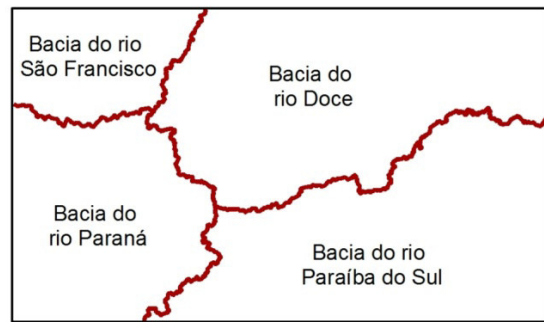 Bacia do rio
São Francisco
Bacia do
rio Doce
Bacia do
rio Paraná
Bacia do rio
Paraíba do Sul